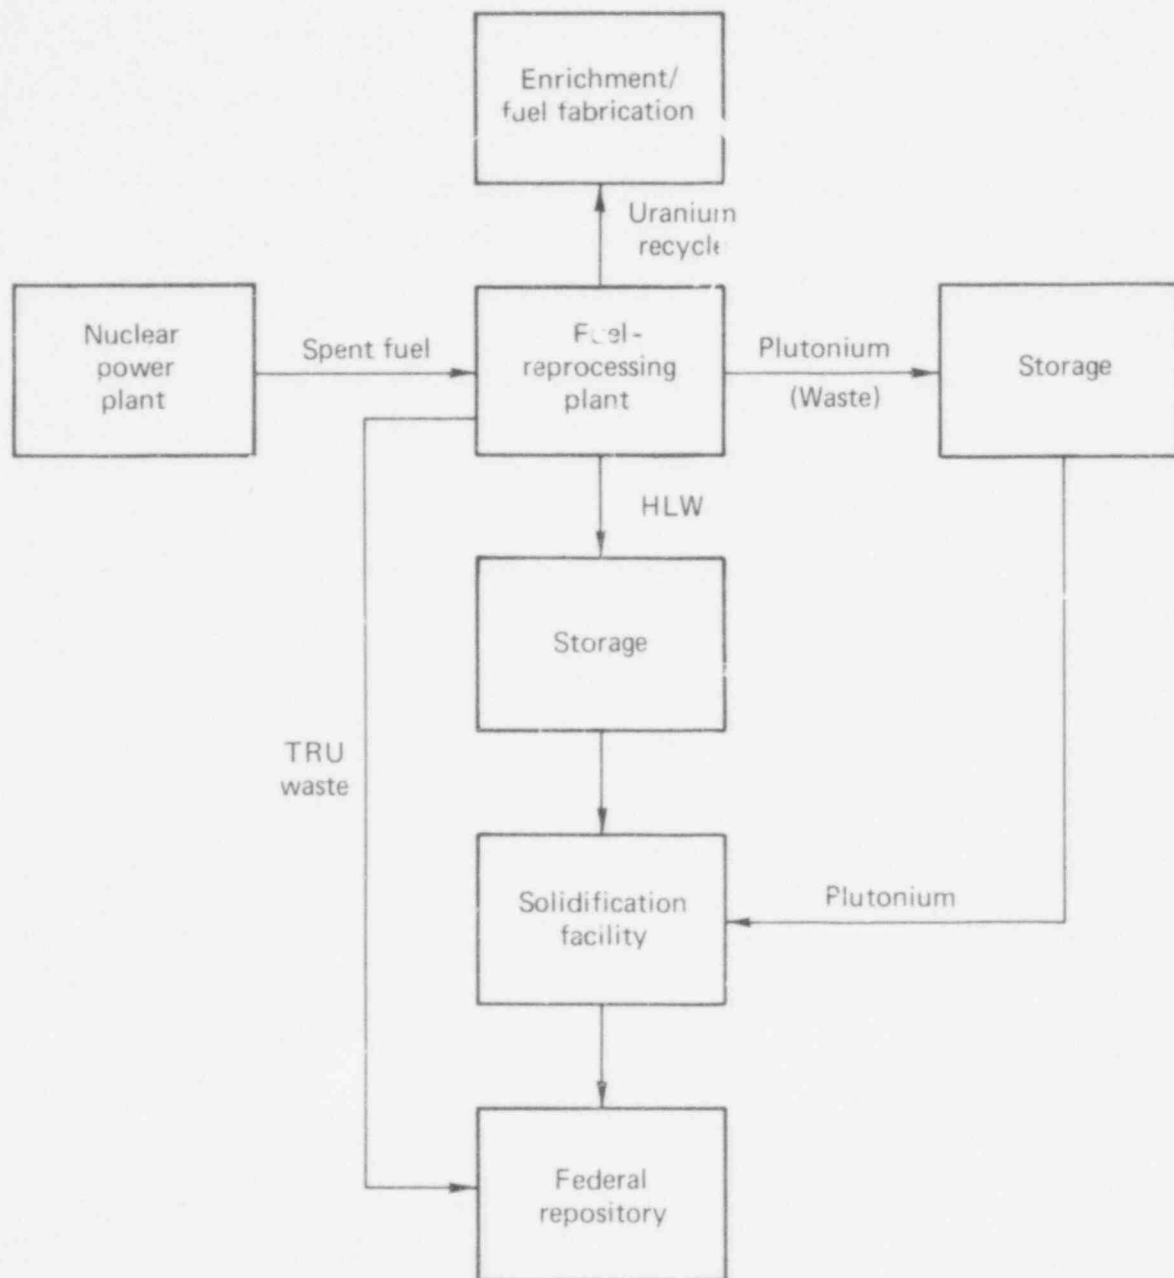 Enrichment/
fuel fabrication
Uranium
recycle
Nuclear
power
plant
Spent fuel
Fuel-
reprocessing
plant
Plutonium
(Waste)
Storage
HLW
Storage
TRU
waste
Solidification
facility
Plutonium
Federal
repository